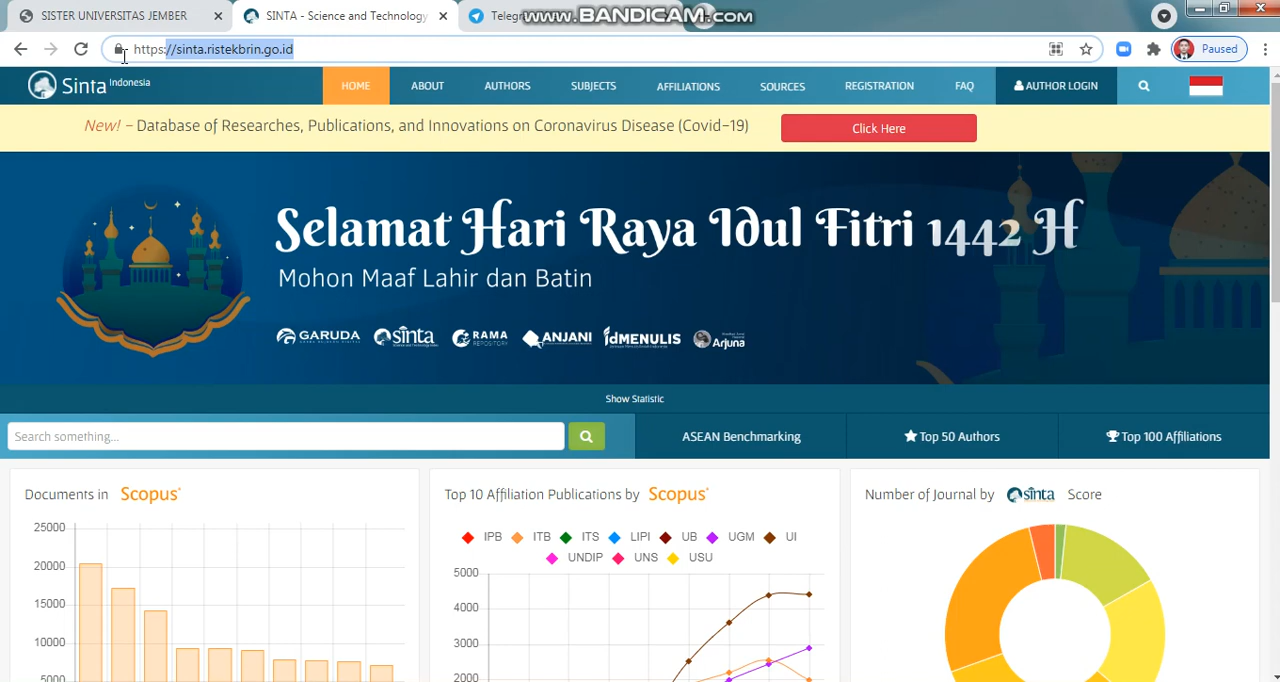 SISTER UNIVERSITAS JEMBER
SINTA - Science and Technology
Telegr
www.BANDICAM.com
https://sinta.ristekbrin.go.id
Paused
Sinta Indonesia
HOME
ABOUT
AUTHORS
SUBJECTS
AFFILIATIONS
SOURCES
REGISTRATION
FAQ
AUTHOR LOGIN
New! - Database of Researches, Publications, and Innovations on Coronavirus Disease (Covid-19)
Click Here
Selamat Hari Raya Idul Fitri 1442 H
Mohon Maaf Lahir dan Batin
GARUDA
sinta
RAMA
REPOSITORY
ANJANI
idMENULIS
Arjuna
Show Statistic
Search something...
ASEAN Benchmarking
Top 50 Authors
Top 100 Affiliations
Documents in Scopus
25000
20000
15000
10000
5000
Top 10 Affiliation Publications by Scopus
IPB ITB ITS LIPI UB UGM UI
UNDIP UNS USU
5000
4000
3000
2000
Number of Journal by sinta Score